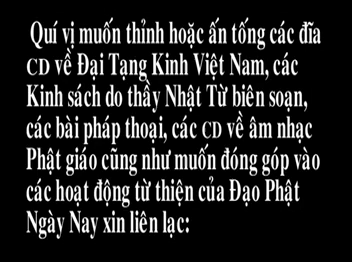 Quí vị muốn thỉnh hoặc ấn tống các đĩa
CD về Đại Tạng Kinh Việt Nam, các
Kinh sách do thầy Nhật Từ biên soạn,
các bài pháp thoại, các CD về âm nhạc
Phật giáo cũng như muốn đóng góp vào
các hoạt động từ thiện của Đạo Phật
Ngày Nay xin liên lạc: